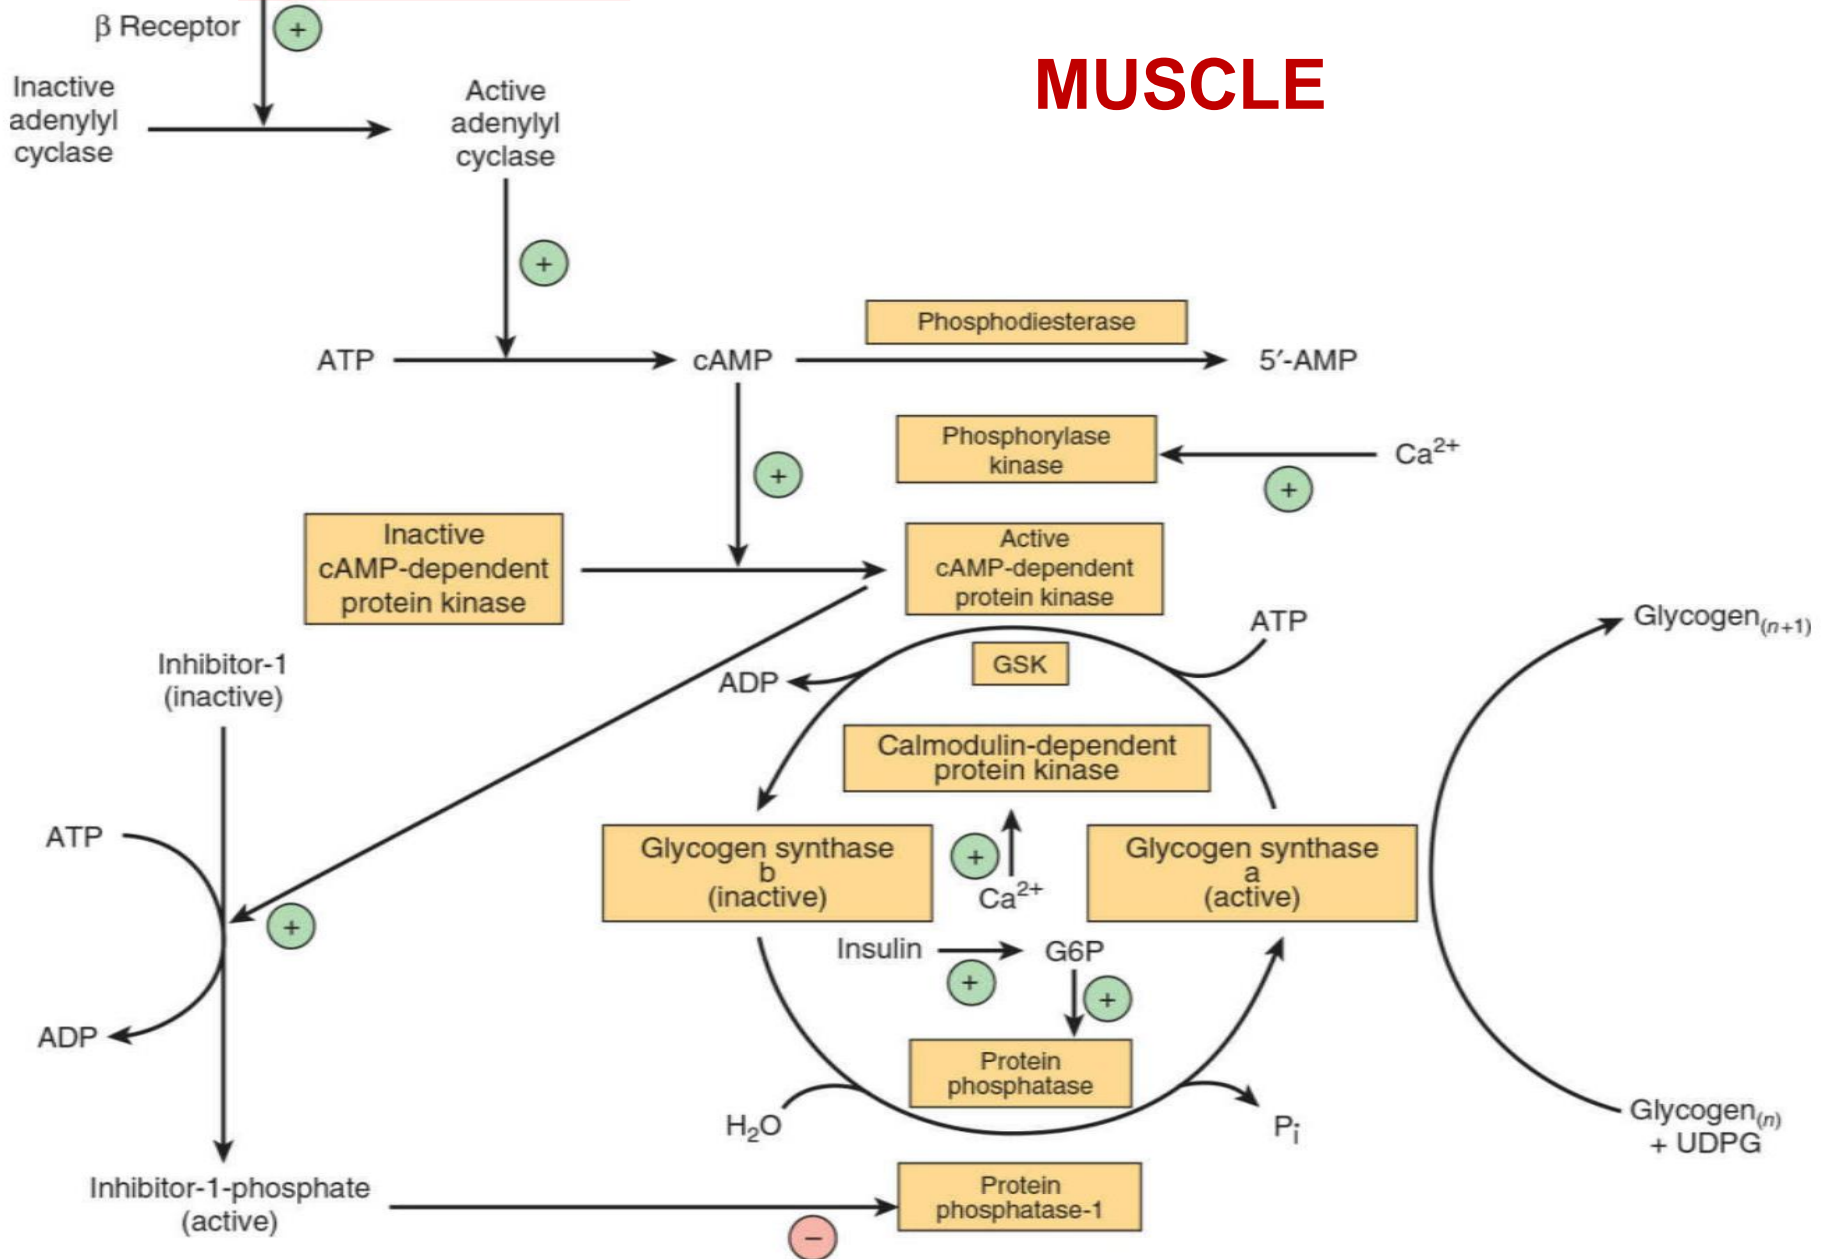 β Receptor
+
MUSCLE
Inactive
adenylyl
cyclase
Active
adenylyl
cyclase
+
Phosphodiesterase
ATP
cAMP
5′-AMP
Phosphorylase
kinase
Ca2+
+
+
Inactive
cAMP-dependent
protein kinase
Active
cAMP-dependent
protein kinase
ATP
Glycogen(n+1)
Inhibitor-1
(inactive)
ADP
GSK
Calmodulin-dependent
protein kinase
ATP
Glycogen synthase
b
(inactive)
+
Ca2+
Glycogen synthase
a
(active)
+
Insulin
+
G6P
+
ADP
Protein
phosphatase
H2O
Pi
Glycogen(n)
+ UDPG
Inhibitor-1-phosphate
(active)
−
Protein
phosphatase-1